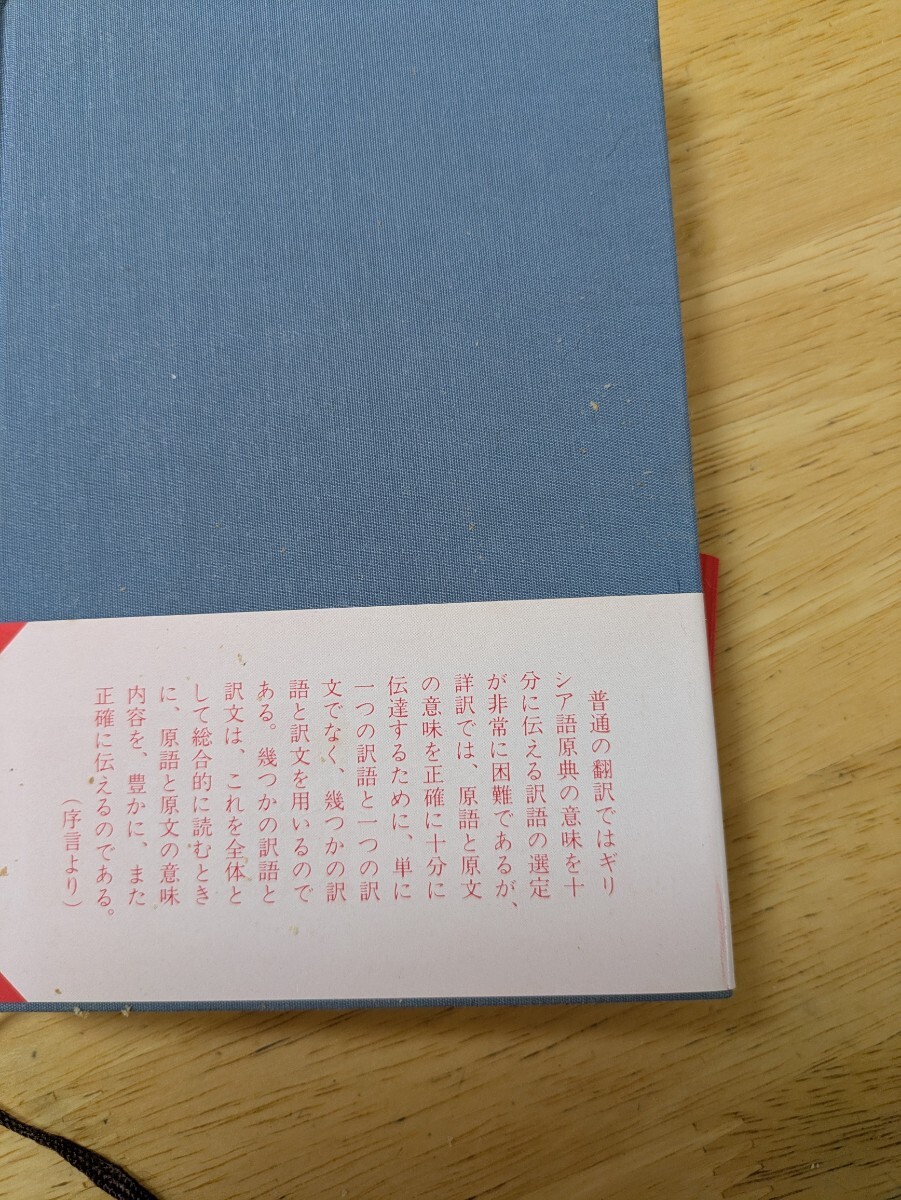 普通の翻訳ではギリ
シア語原典の意味を十
分に伝える訳語の選定
が非常に困難であるが、
詳訳では、原語と原文
の意味を正確に十分に
伝達するために、単に
一つの訳語と一つの訳
文でなく、幾つかの訳
語と訳文を用いるので
ある。幾つかの訳語と
訳文は、これを全体と
して総合的に読むとき
に、原語と原文の意味
内容を、豊かに、また
正確に伝えるのである。
(序言より)